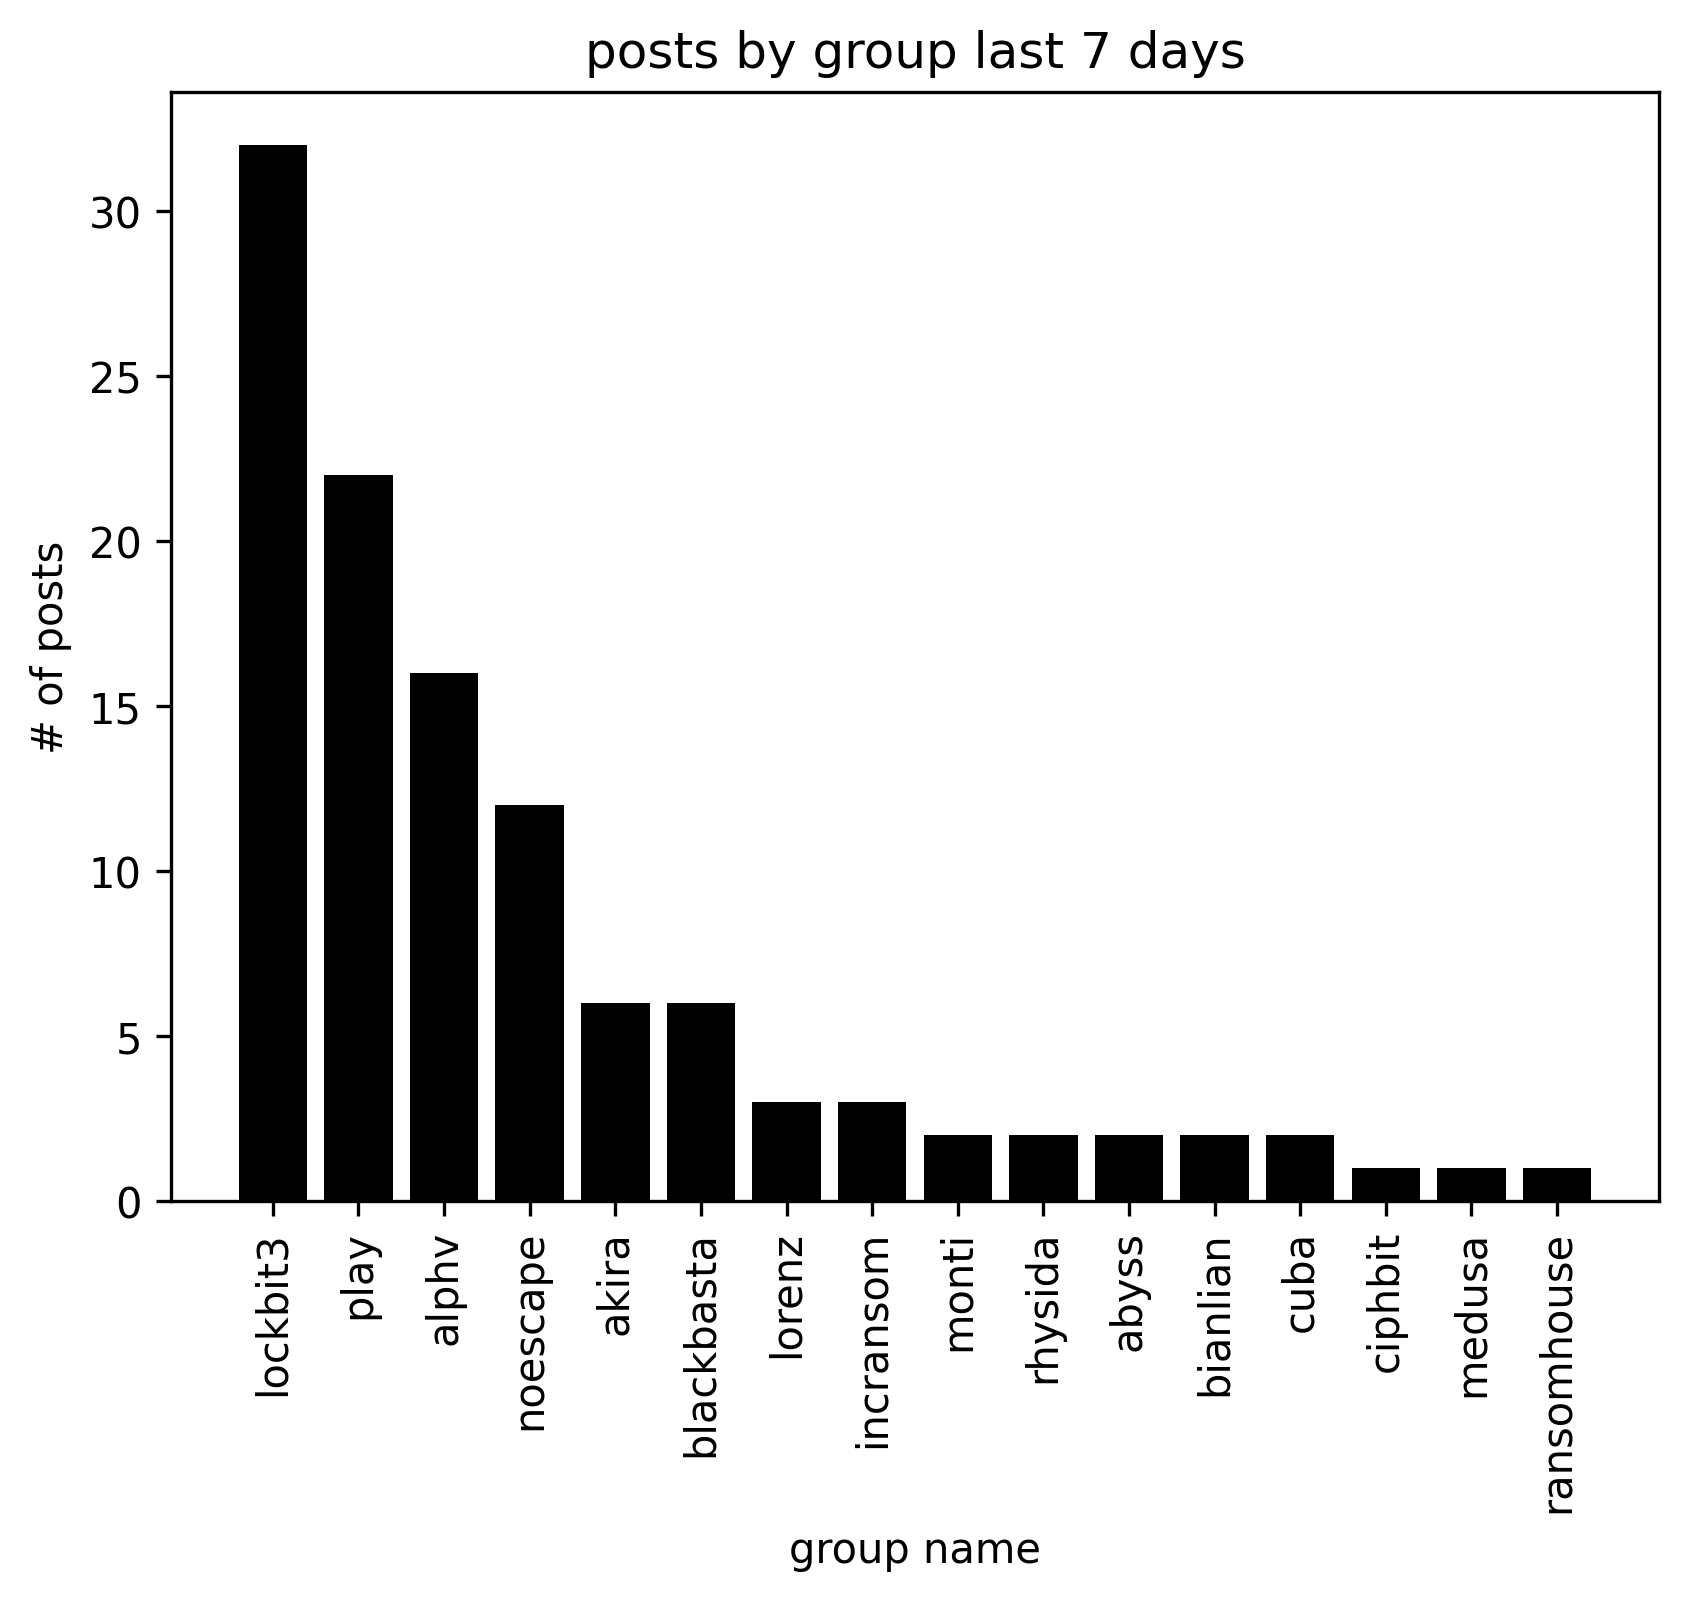 posts by group last 7 days
# of posts
30
25
20
15
10
5
0
lockbit3
play
alphv
noescape
akira
blackbasta
lorenz
incransom
monti
rhysida
abyss
bianlian
cuba
ciphbit
medusa
ransomhouse
group name